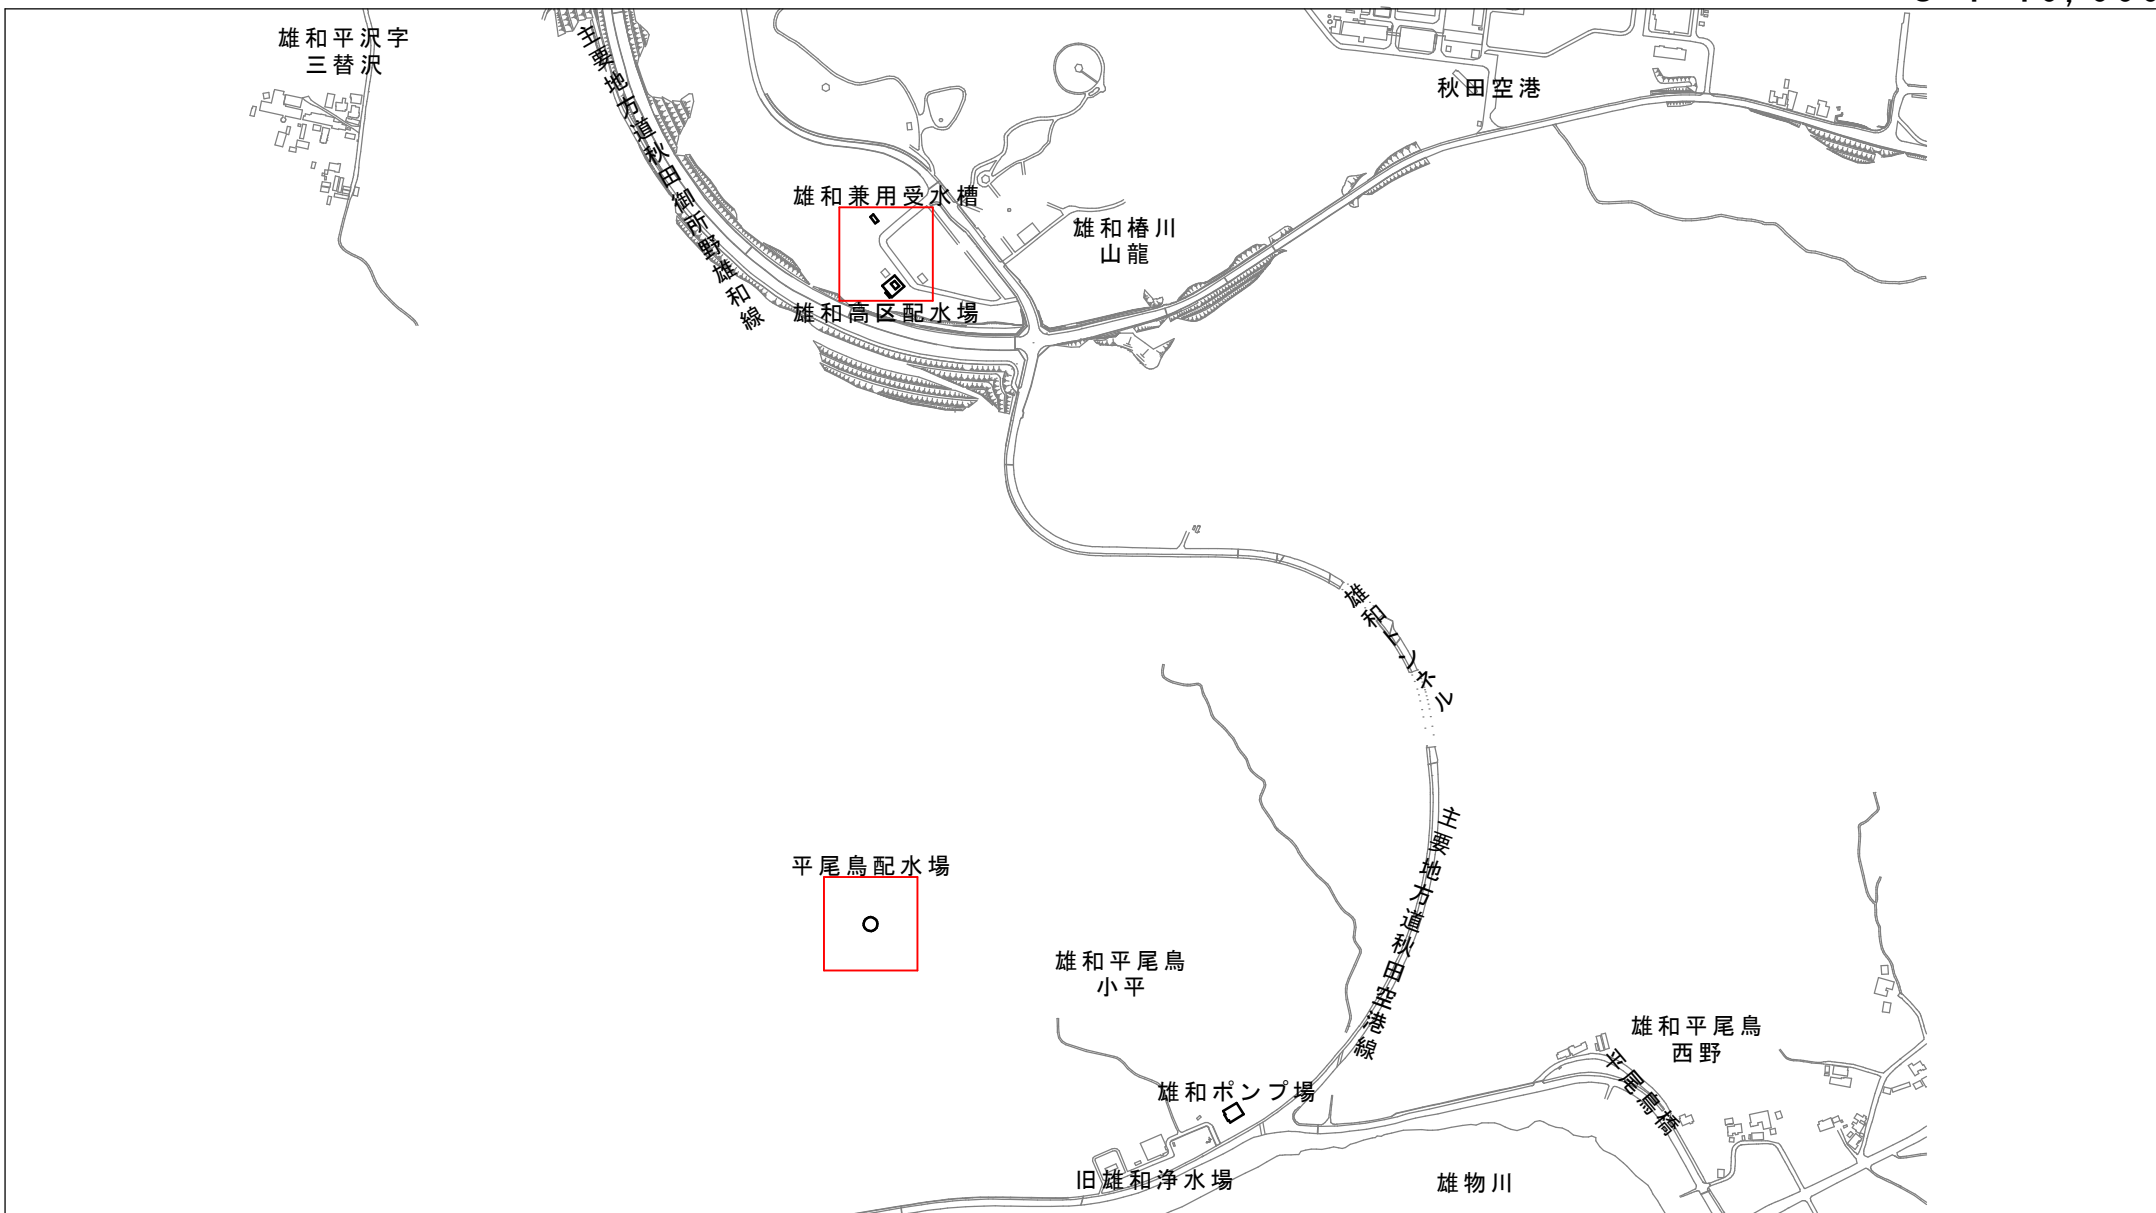 雄和平沢字
三替沢
主要地方道秋田御所野雄和線
秋田空港
雄和兼用受水槽
雄和椿川
山龍
雄和高区配水場
雄和トンネル
平尾鳥配水場
主要地方道秋田空港線
雄和平尾鳥
小平
雄和平尾鳥
西野
平尾鳥橋
雄和ポンプ場
旧雄和浄水場
雄物川